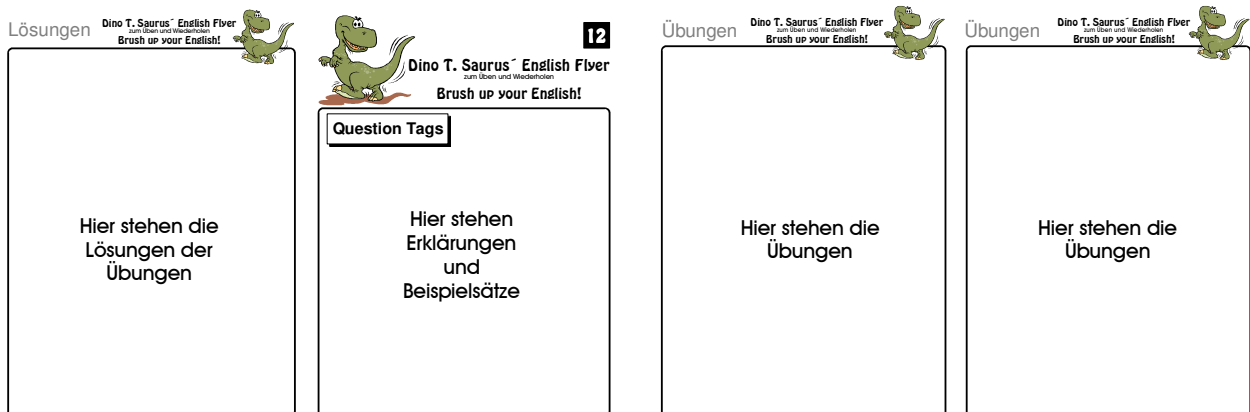 Lösungen
Dino T. Saurus´ English Flyer
zum Üben und Wiederholen
Brush up your English!
Hier stehen die
Lösungen der
Übungen
12
Dino T. Saurus´ English Flyer
zum Üben und Wiederholen
Brush up your English!
Question Tags
Hier stehen
Erklärungen
und
Beispielsätze
Übungen
Dino T. Saurus´ English Flyer
zum Üben und Wiederholen
Brush up your English!
Hier stehen die
Übungen
Übungen
Dino T. Saurus´ English Flyer
zum Üben und Wiederholen
Brush up your English!
Hier stehen die
Übungen